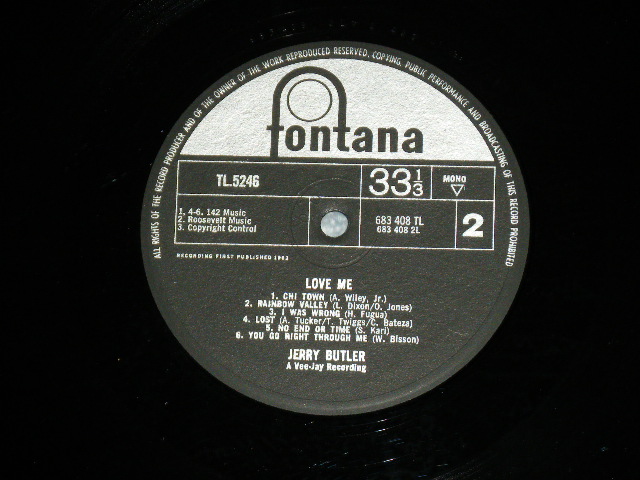 ALL RIGHTS OF THE RECORD PRODUCER AND OF THE OWNER OF THE WORK REPRODUCED RESERVED. COPYING, PUBLIC PERFORMANCE AND BROADCASTING OF THIS RECORD PROHIBITED
fontana
TL.5246
33 1/3
MONO
1. 4-6. 142 Music
2. Roosevelt Music
3. Copyright Control
683 408 TL
683 408 2L
2
RECORDING FIRST PUBLISHED 1963
LOVE ME
1. CHI TOWN (A. Wiley, Jr.)
2. RAINBOW VALLEY (L. Dixon/O. Jones)
3. I WAS WRONG (H. Fugua)
4. LOST (A. Tucker/T. Twiggs/C. Bateza)
5. NO END OR TIME (S. Kari)
6. YOU GO RIGHT THROUGH ME (W. Bisson)
JERRY BUTLER
A Vee-Jay Recording